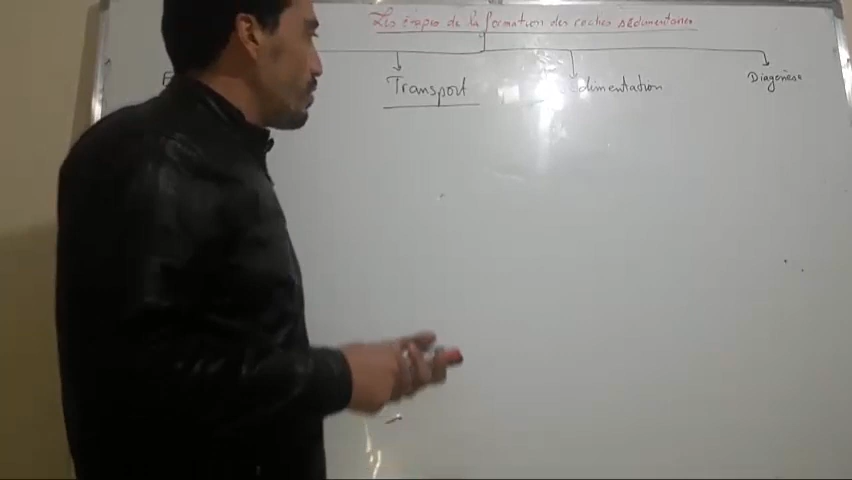 Les étapes de la formation des roches sédimentaires
Transport
Sédimentation
Diagenèse